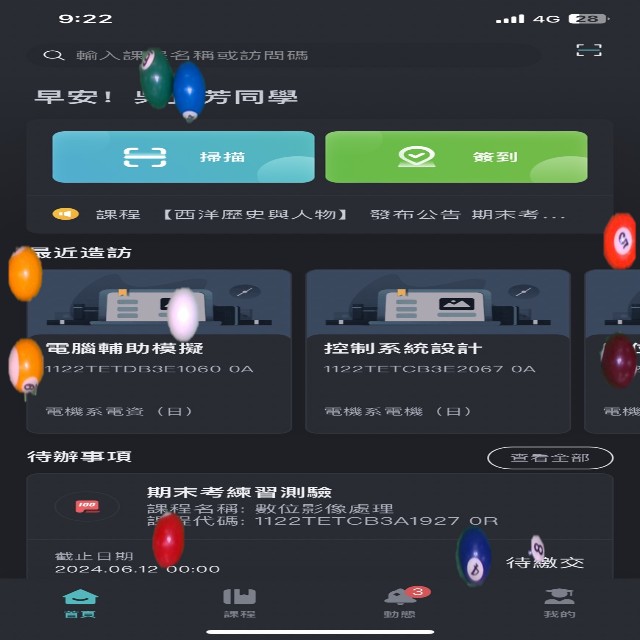 9:22 4G 28
輸入課程名稱或訪問碼
早安! 芳同學
掃描
簽到
課程 【西洋歷史與人物】 發布公告 期末考...
最近造訪
電腦輔助模擬
1122TETDB3E1060 0A
電機系電資 (日)
控制系統設計
1122TETCB3E2067 0A
電機系電機 (日)
1122
電機
待辦事項
查看全部
100
期末考練習測驗
課程名稱: 數位影像處理
課程代碼: 1122TETCB3A1927 0R
截止日期
2024.06.12 00:00
待繳交
首頁
課程
3
動態
我的